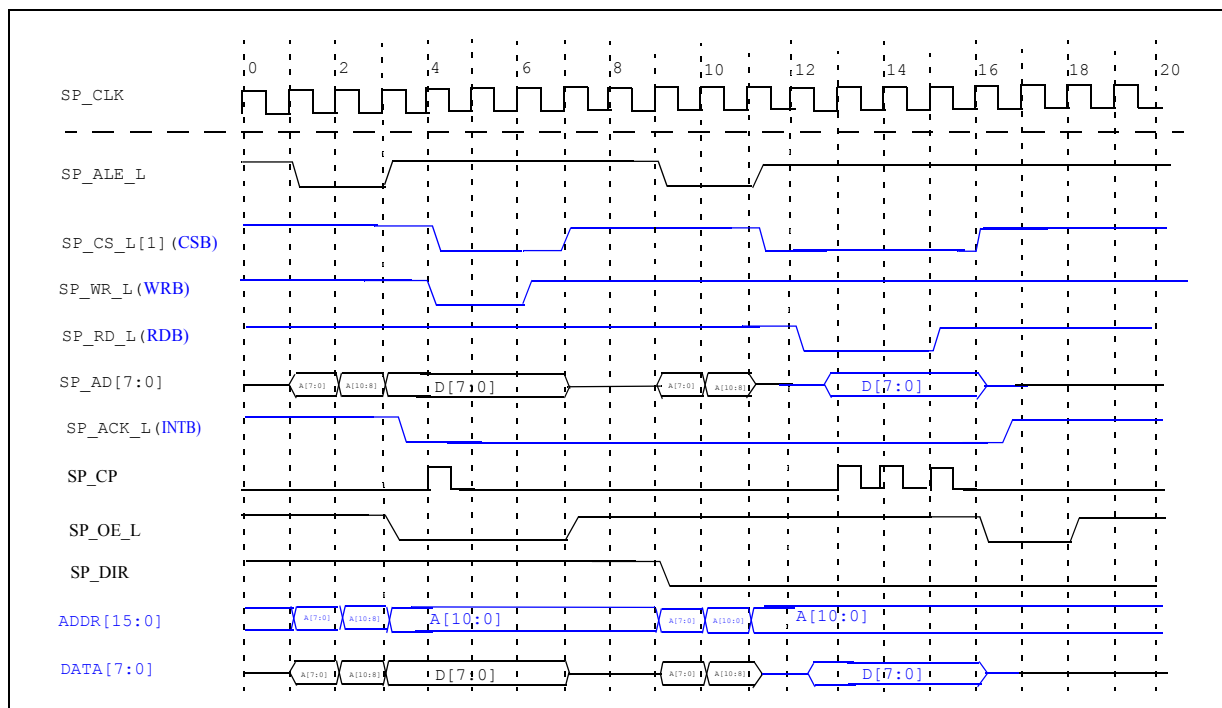 0 2 4 6 8 10 12 14 16 18 20
SP_CLK
SP_ALE_L
SP_CS_L[1](CSB)
SP_WR_L(WRB)
SP_RD_L(RDB)
SP_AD[7:0] A[7:0] A[10:8] D[7:0] A[7:0] A[10:8] D[7:0]
SP_ACK_L(INTB)
SP_CP
SP_OE_L
SP_DIR
ADDR[15:0] A[7:0] A[10:8] A[10:0] A[7:0] A[10:0] A[10:0]
DATA[7:0] A[7:0] A[10:8] D[7:0] A[7:0] A[10:8] D[7:0]